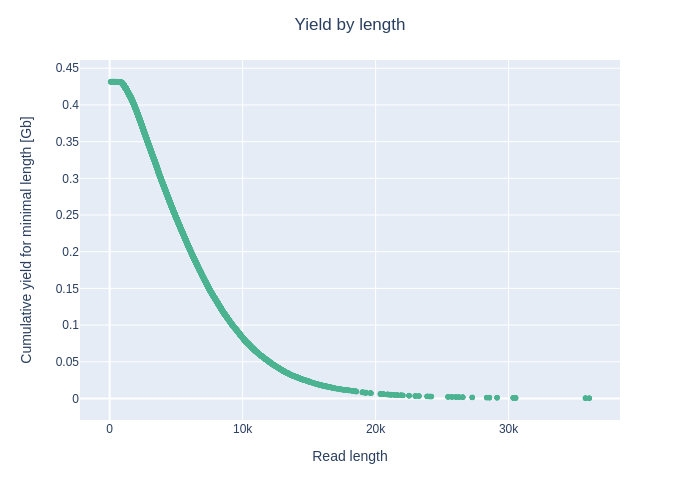 Yield by length
Cumulative yield for minimal length [Gb]
0.45
0.4
0.35
0.3
0.25
0.2
0.15
0.1
0.05
0
0
10k
20k
30k
Read length